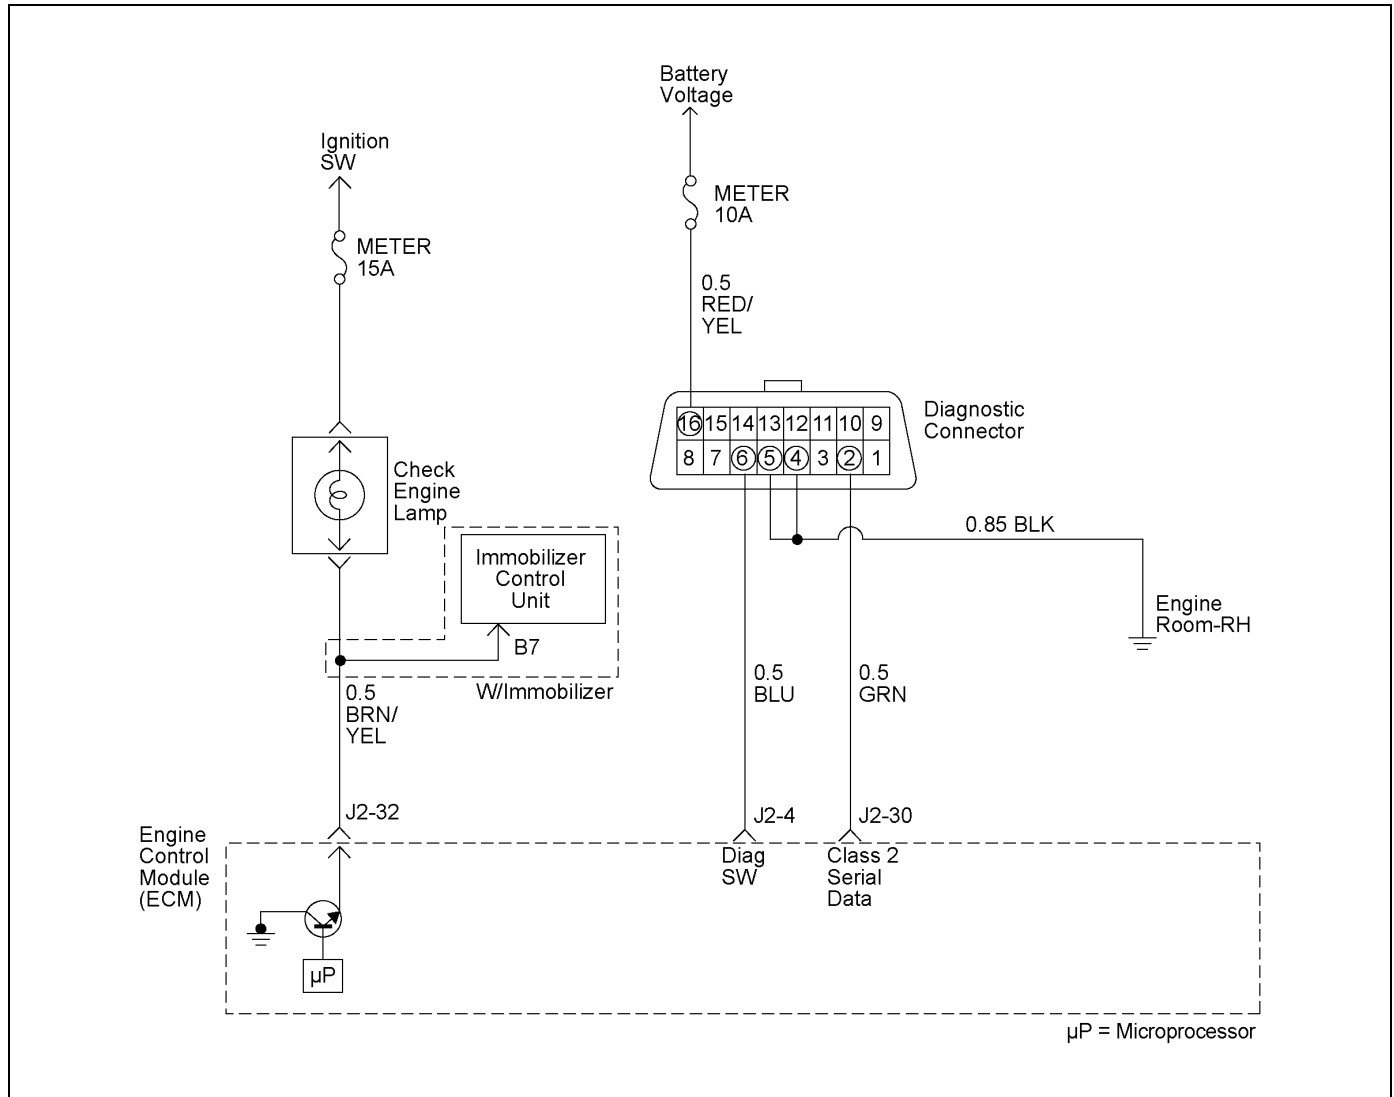 Battery
Voltage
Ignition
SW
METER
10A
METER
15A
0.5
RED/
YEL
16 15 14 13 12 11 10 9
8 7 6 5 4 3 2 1
Diagnostic
Connector
Check
Engine
Lamp
0.85 BLK
Immobilizer
Control
Unit
B7
W/Immobilizer
Engine
Room-RH
0.5
BRN/
YEL
0.5
BLU
0.5
GRN
J2-32
J2-4
J2-30
Engine
Control
Module
(ECM)
Diag
SW
Class 2
Serial
Data
µP
µP = Microprocessor